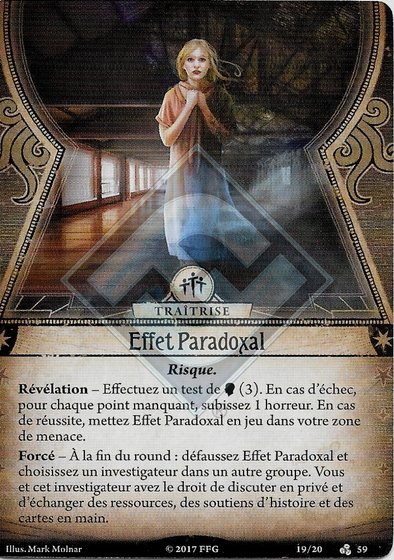 TRAÎTRISE
Effet Paradoxal
Risque.
Révélation – Effectuez un test de (3). En cas d'échec,
pour chaque point manquant, subissez 1 horreur. En cas
de réussite, mettez Effet Paradoxal en jeu dans votre zone
de menace.
Forcé – À la fin du round : défaussez Effet Paradoxal et
choisissez un investigateur dans un autre groupe. Vous
et cet investigateur avez le droit de discuter en privé et
d'échanger des ressources, des soutiens d'histoire et des
cartes en main.
Illus. Mark Molnar © 2017 FFG 19/20 59